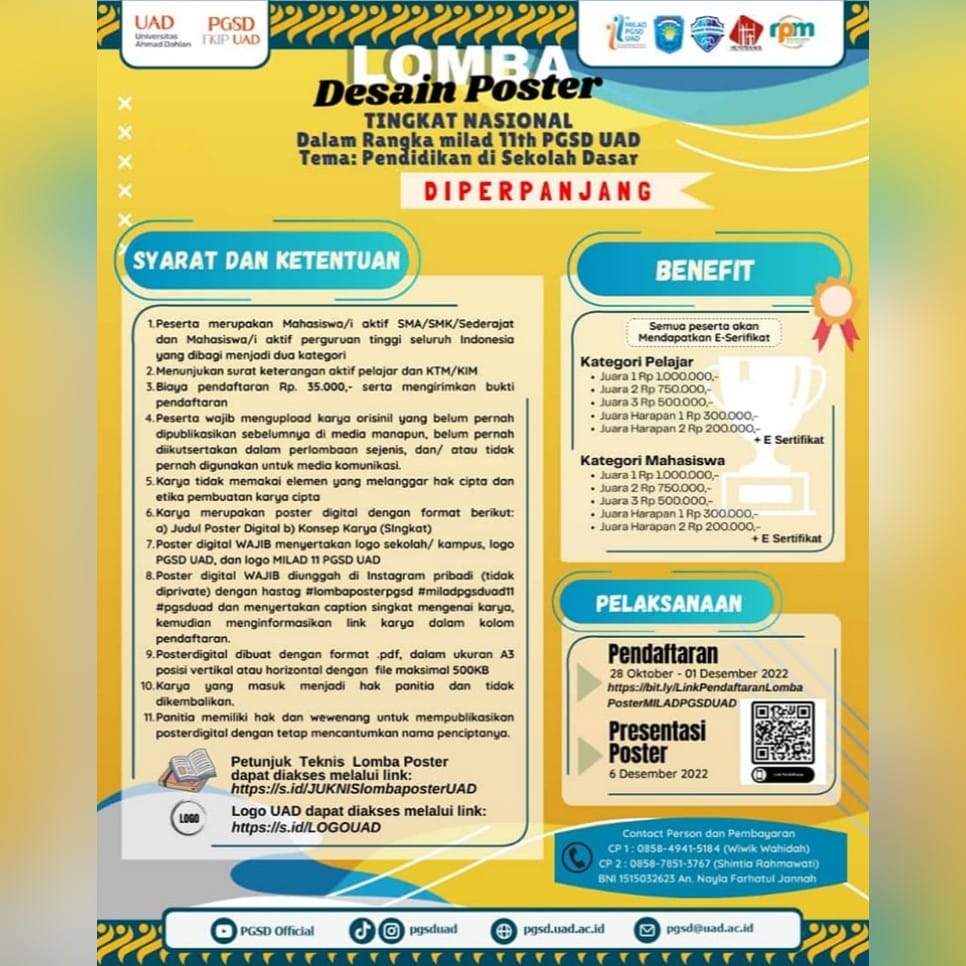 UAD
Universitas
Ahmad Dahlan
PGSD
FKIP UAD
MILAD
PGSD
UAD
rpm
LOMBA
Desain Poster
TINGKAT NASIONAL
Dalam Rangka milad 11th PGSD UAD
Tema: Pendidikan di Sekolah Dasar
DIPERPANJANG
SYARAT DAN KETENTUAN
1. Peserta merupakan Mahasiswa/i aktif SMA/SMK/Sederajat
dan Mahasiswa/i aktif perguruan tinggi seluruh Indonesia
yang dibagi menjadi dua kategori
2. Menunjukan surat keterangan aktif pelajar dan KTM/KIM
3. Biaya pendaftaran Rp. 35.000,- serta mengirimkan bukti
pendaftaran
4. Peserta wajib mengupload karya orisinil yang belum pernah
dipublikasikan sebelumnya di media manapun, belum pernah
diikutsertakan dalam perlombaan sejenis, dan/ atau tidak
pernah digunakan untuk media komunikasi.
5. Karya tidak memakai elemen yang melanggar hak cipta dan
etika pembuatan karya cipta
6. Karya merupakan poster digital dengan format berikut:
a) Judul Poster Digital b) Konsep Karya (SIngkat)
7. Poster digital WAJIB menyertakan logo sekolah/ kampus, logo
PGSD UAD, dan logo MILAD 11 PGSD UAD
8. Poster digital WAJIB diunggah di Instagram pribadi (tidak
diprivate) dengan hastag #lombaposterpgsd #miladpgsduad11
#pgsduad dan menyertakan caption singkat mengenai karya,
kemudian menginformasikan link karya dalam kolom
pendaftaran.
9. Posterdigital dibuat dengan format .pdf, dalam ukuran A3
posisi vertikal atau horizontal dengan file maksimal 500KB
10. Karya yang masuk menjadi hak panitia dan tidak
dikembalikan.
11. Panitia memiliki hak dan wewenang untuk mempublikasikan
posterdigital dengan tetap mencantumkan nama penciptanya.
Petunjuk Teknis Lomba Poster
dapat diakses melalui link:
https://s.id/JUKNISlombaposterUAD
LOGO
Logo UAD dapat diakses melalui link:
https://s.id/LOGOUAD
BENEFIT
Semua peserta akan
Mendapatkan E-Serifikat
Kategori Pelajar
• Juara 1 Rp 1.000.000,-
• Juara 2 Rp 750.000,-
• Juara 3 Rp 500.000,-
• Juara Harapan 1 Rp 300.000,-
• Juara Harapan 2 Rp 200.000,-
+ E Sertifikat
Kategori Mahasiswa
• Juara 1 Rp 1.000.000,-
• Juara 2 Rp 750.000,-
• Juara 3 Rp 500.000,-
• Juara Harapan 1 Rp 300.000,-
• Juara Harapan 2 Rp 200.000,-
+ E Sertifikat
PELAKSANAAN
Pendaftaran
28 Oktober - 01 Desember 2022
https://bit.ly/LinkPendaftaranLomba
PosterMILADPGSDUAD
Presentasi
Poster
6 Desember 2022
Contact Person dan Pembayaran
CP 1 : 0858-4941-5184 (Wiwik Wahidah)
CP 2 : 0858-7851-3767 (Shintia Rahmawati)
BNI 1515032623 An. Nayla Farhatul Jannah
PGSD Official
pgsduad
pgsd.uad.ac.id
pgsd@uad.ac.id